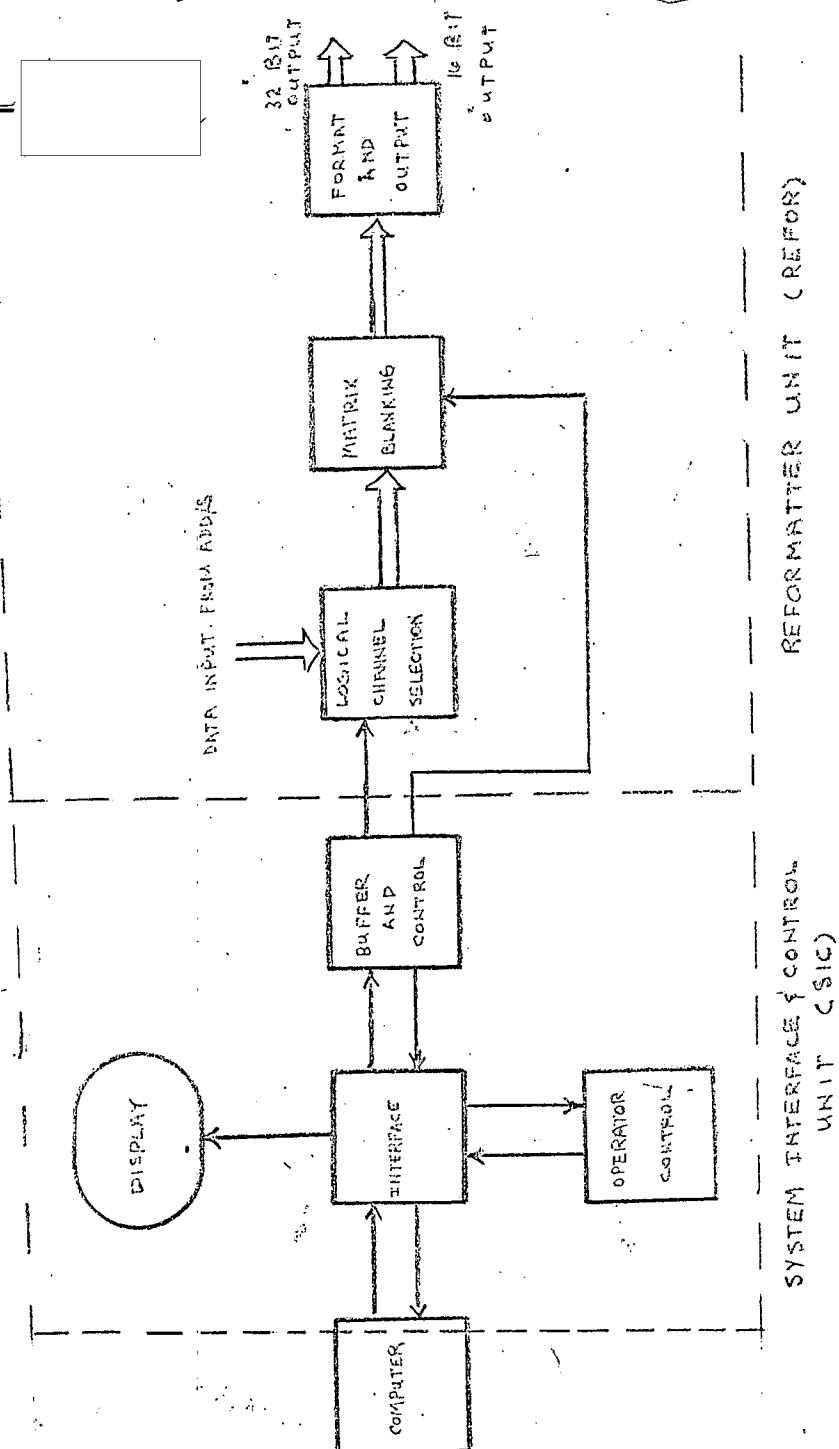 COMPUTER
DISPLAY
INTERFACE
OPERATOR
CONTROL
BUFFER
AND
CONTROL
DATA INPUT FROM ADD/S
LOGICAL
CHANNEL
SELECTION
MATRIX
BLANKING
FORMAT
AND
OUTPUT
32 BIT
OUTPUT
16 BIT
OUTPUT
SYSTEM INTERFACE & CONTROL
UNIT (SIC)
REFORMATTER UNIT (REFOR)